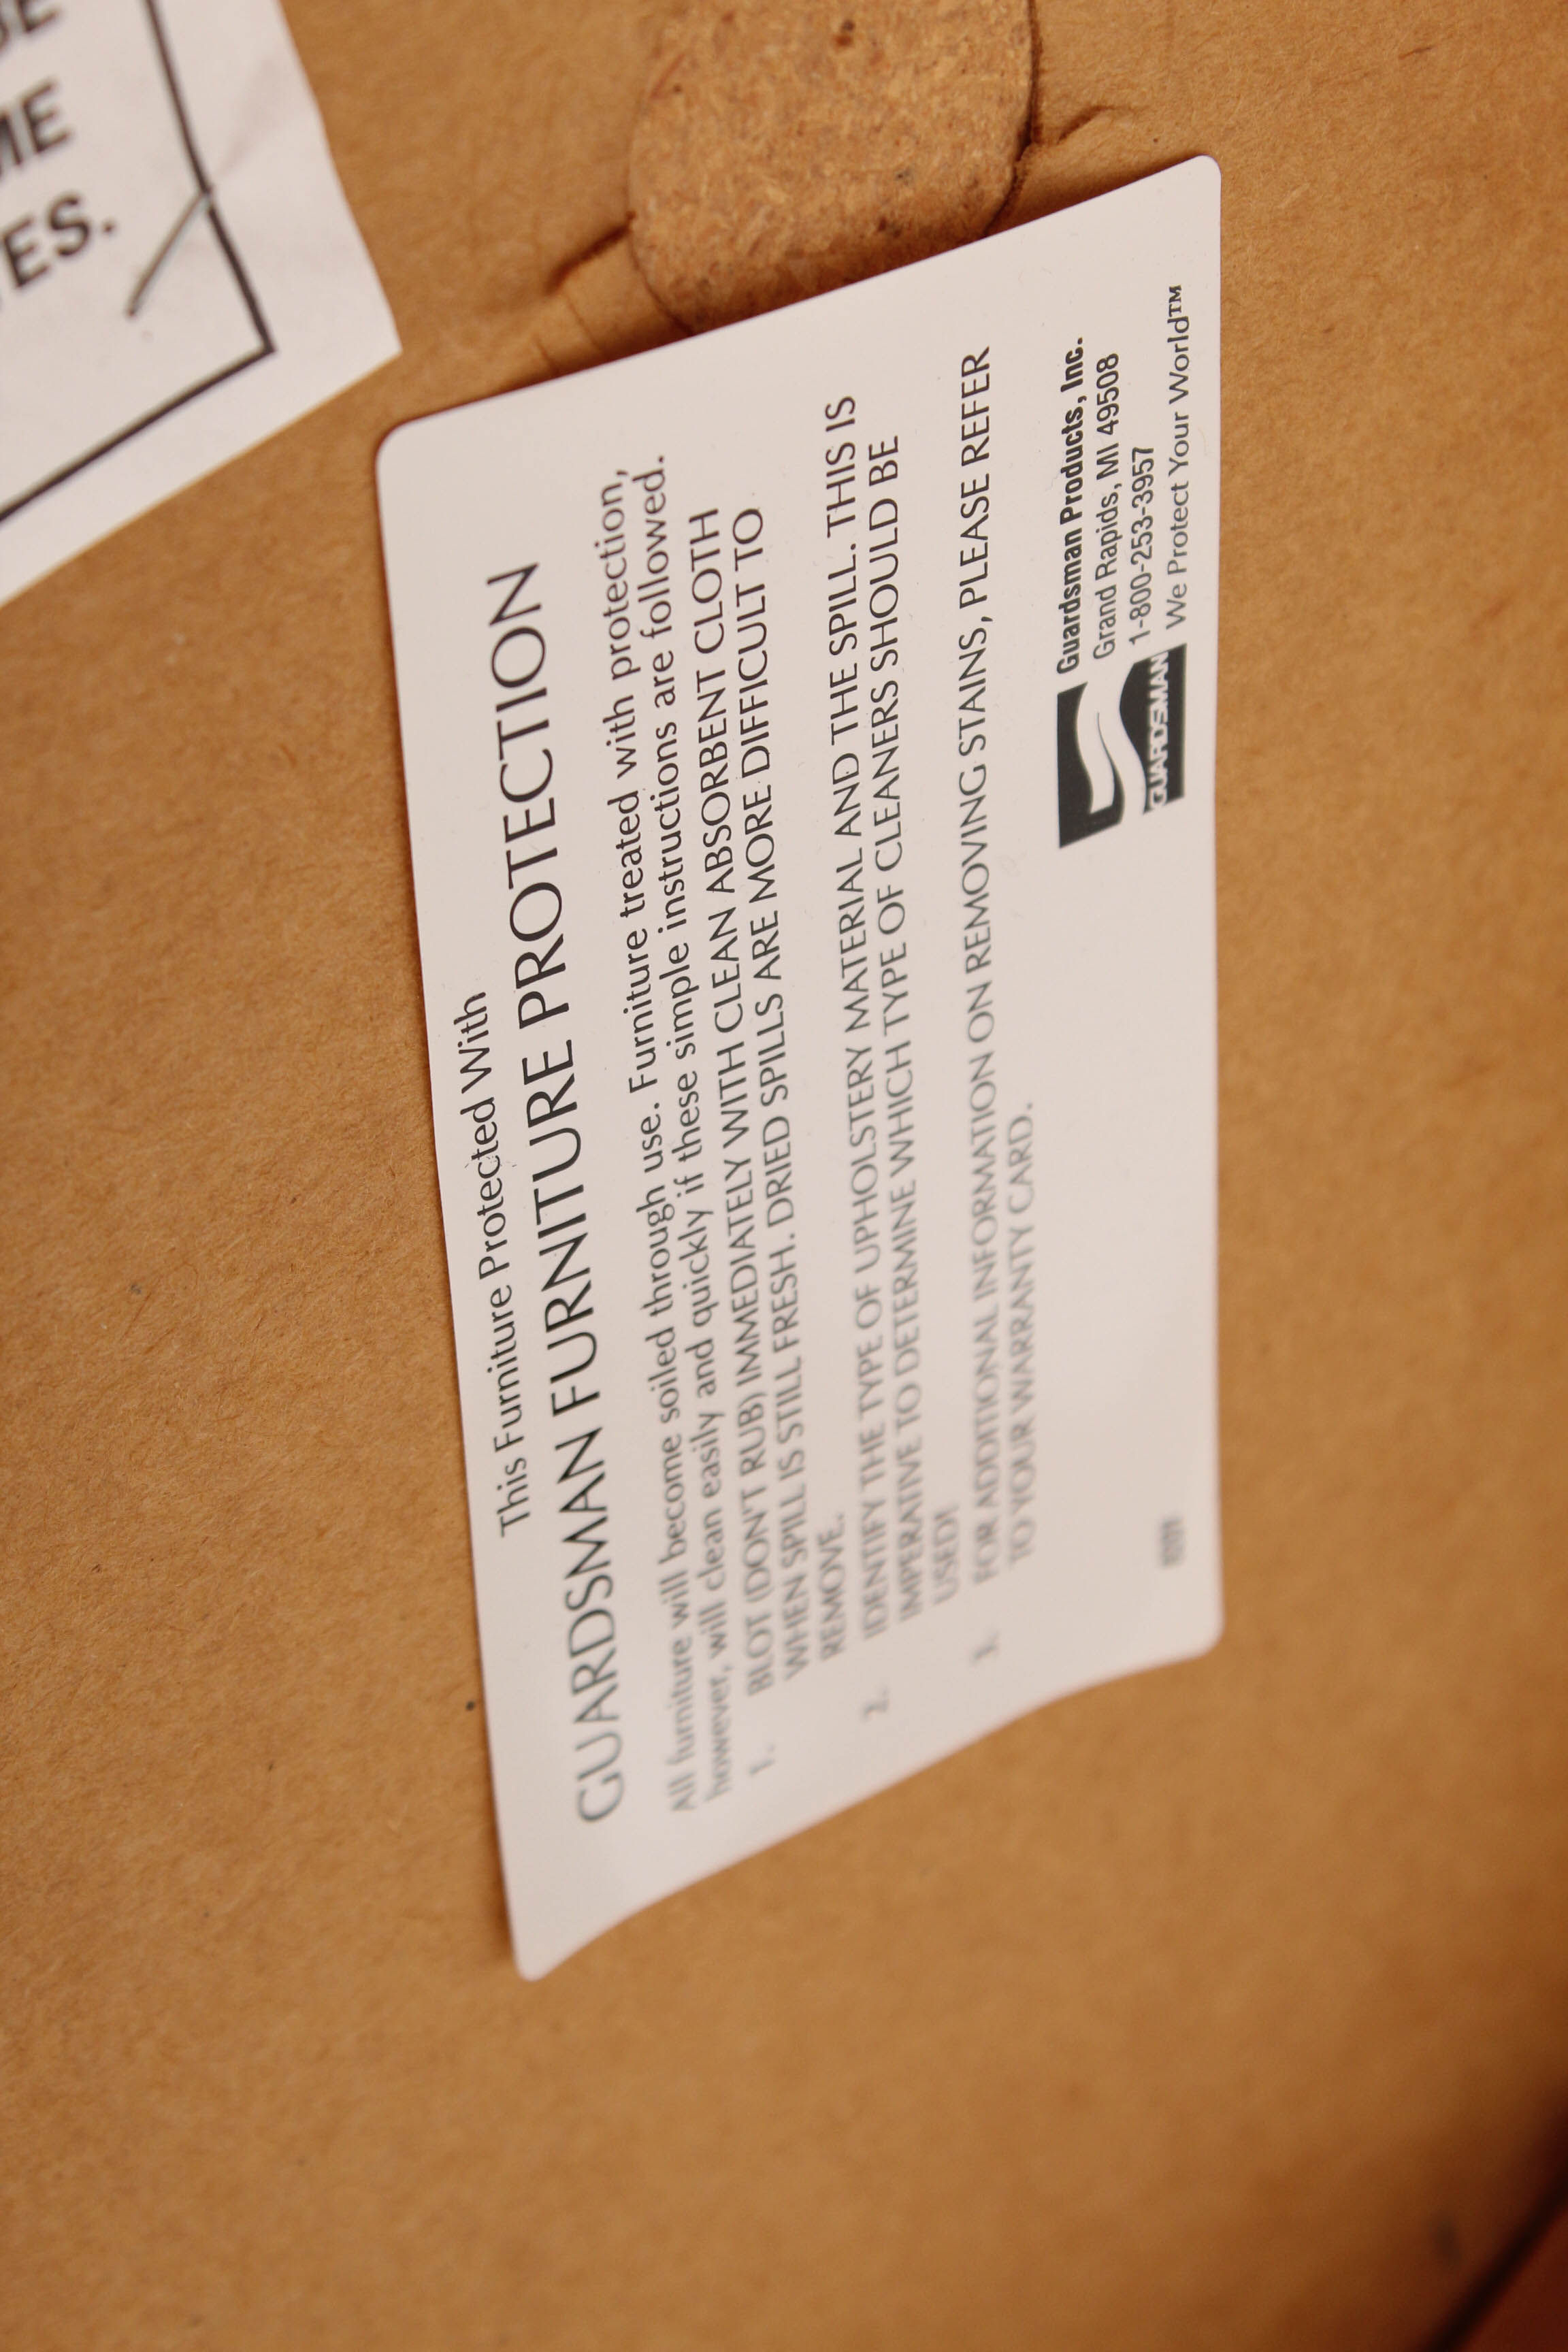 BE
ME
ES.
This Furniture Protected With
GUARDSMAN FURNITURE PROTECTION
All furniture will become soiled through use. Furniture treated with protection,
however, will clean easily and quickly if these simple instructions are followed.
1. BLOT (DON'T RUB) IMMEDIATELY WITH CLEAN ABSORBENT CLOTH
WHEN SPILL IS STILL FRESH. DRIED SPILLS ARE MORE DIFFICULT TO
REMOVE.
2. IDENTIFY THE TYPE OF UPHOLSTERY MATERIAL AND THE SPILL. THIS IS
IMPERATIVE TO DETERMINE WHICH TYPE OF CLEANERS SHOULD BE
USED!
3. FOR ADDITIONAL INFORMATION ON REMOVING STAINS, PLEASE REFER
TO YOUR WARRANTY CARD.
GUARDSMAN
Guardsman Products, Inc.
Grand Rapids, MI 49508
1-800-253-3957
We Protect Your World™